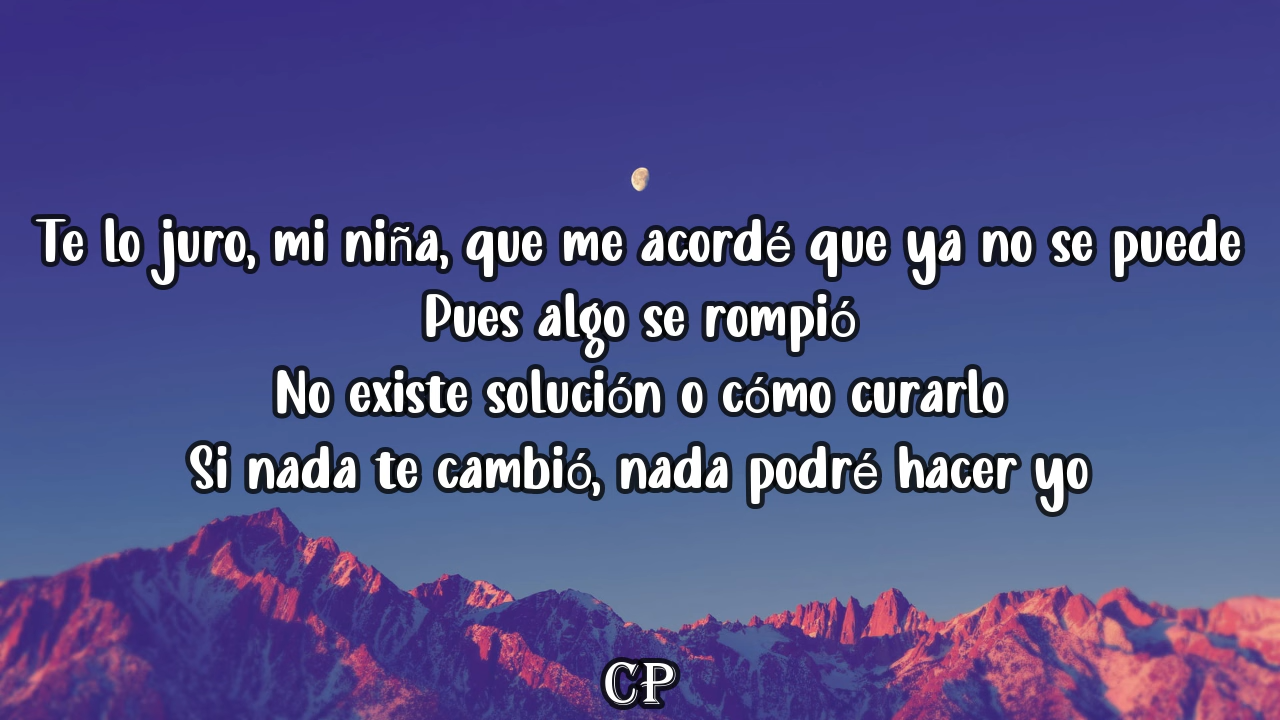 Te lo juro, mi niña, que me acordé que ya no se puede
Pues algo se rompió
No existe solución o cómo curarlo
Si nada te cambió, nada podré hacer yo
CP